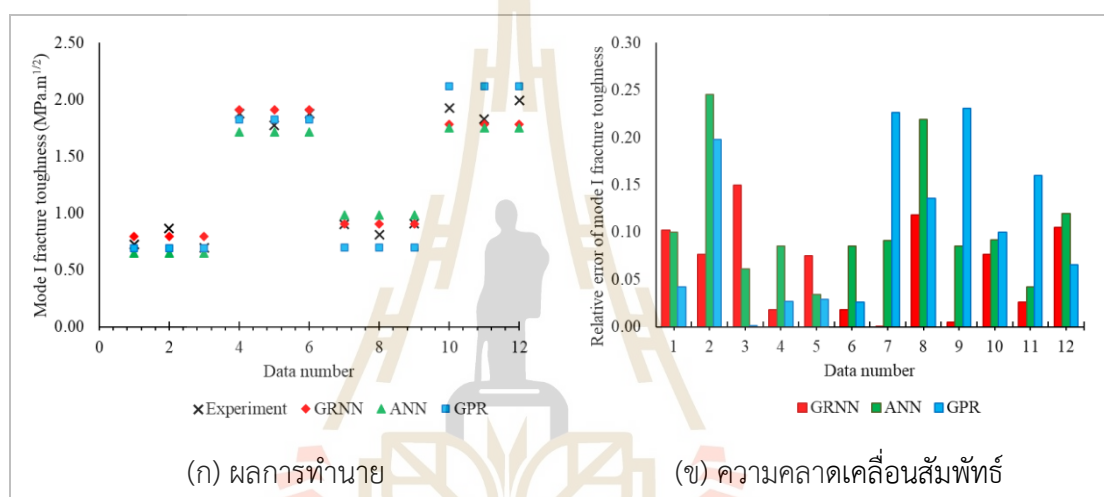 Mode I fracture toughness (MPa.m1/2)
2.50
2.00
1.50
1.00
0.50
0.00
0 2 4 6 8 10 12
Data number
×Experiment ◆GRNN ▲ANN ■GPR
(ก) ผลการทำนาย
Relative error of mode I fracture toughness
0.30
0.25
0.20
0.15
0.10
0.05
0.00
1 2 3 4 5 6 7 8 9 10 11 12
Data number
■GRNN ■ANN ■GPR
(ข) ความคลาดเคลื่อนสัมพัทธ์